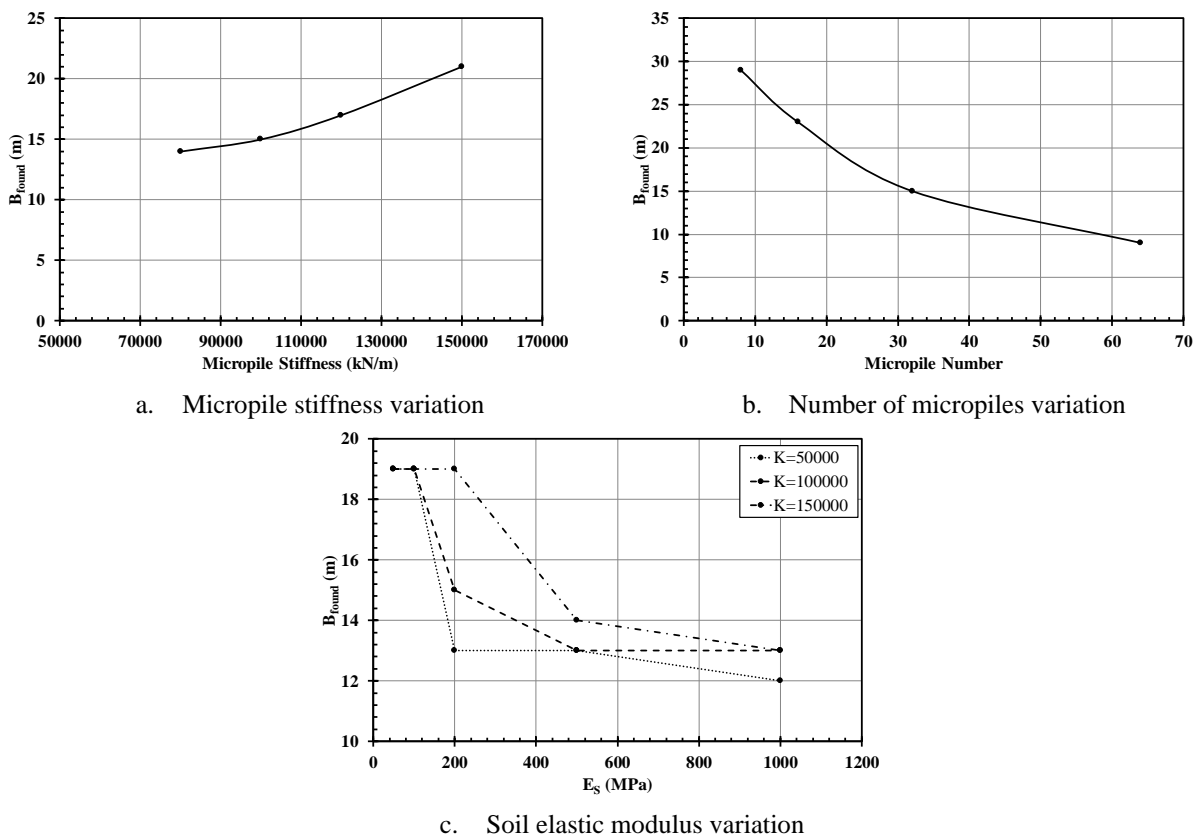 25
20
15
10
5
0
B_found (m)
50000 70000 90000 110000 130000 150000 170000
Micropile Stiffness (kN/m)
a. Micropile stiffness variation
35
30
25
20
15
10
5
0
B_found (m)
0 10 20 30 40 50 60 70
Micropile Number
b. Number of micropiles variation
20
18
16
14
12
10
B_found (m)
K=50000
K=100000
K=150000
0 200 400 600 800 1000 1200
E_S (MPa)
c. Soil elastic modulus variation